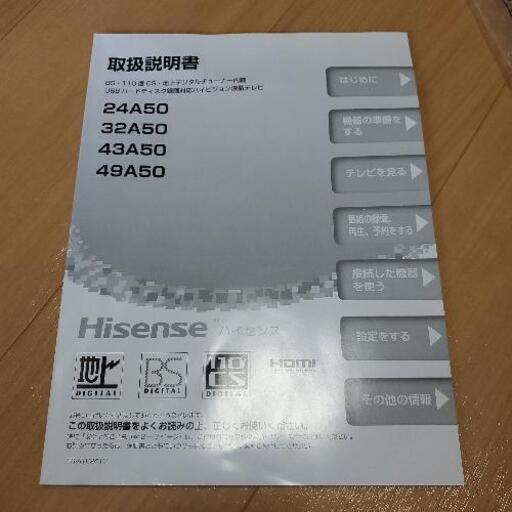 取扱説明書
BS・110度CS・地上デジタルチューナー内蔵
USBハードディスク録画対応ハイビジョン液晶テレビ
24A50
32A50
43A50
49A50
はじめに
機器の準備を
する
テレビを見る
番組の録画、
再生、予約をする
接続した機器
を使う
設定をする
その他の情報
Hisense ハイセンス
地上
DIGITAL
BS
DIGITAL
110
CS
DIGITAL
HDMI
この取扱説明書をよくお読みの上、正しくお使いください。